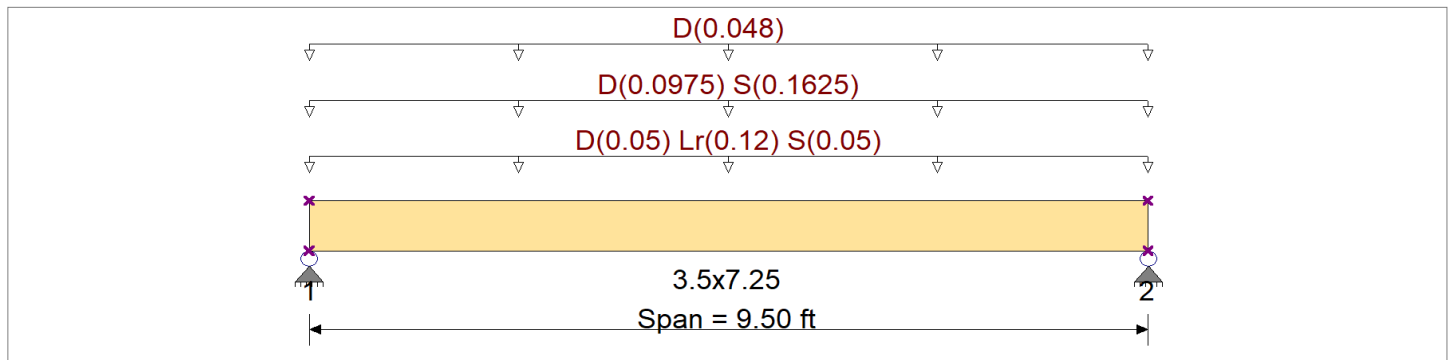 D(0.048)
D(0.0975) S(0.1625)
D(0.05) Lr(0.12) S(0.05)
3.5x7.25
1
2
Span = 9.50 ft